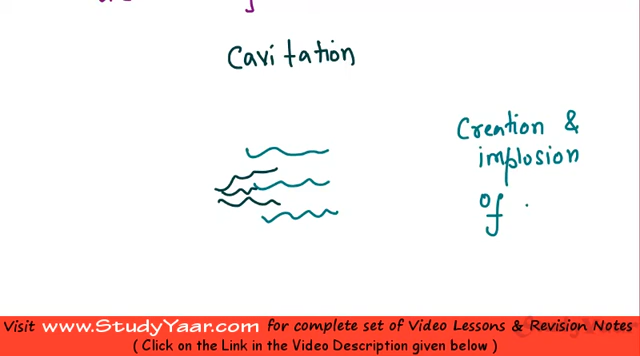 Cavitation
Creation &
implosion
of
Visit www.StudyYaar.com for complete set of Video Lessons & Revision Notes
( Click on the Link in the Video Description given below )